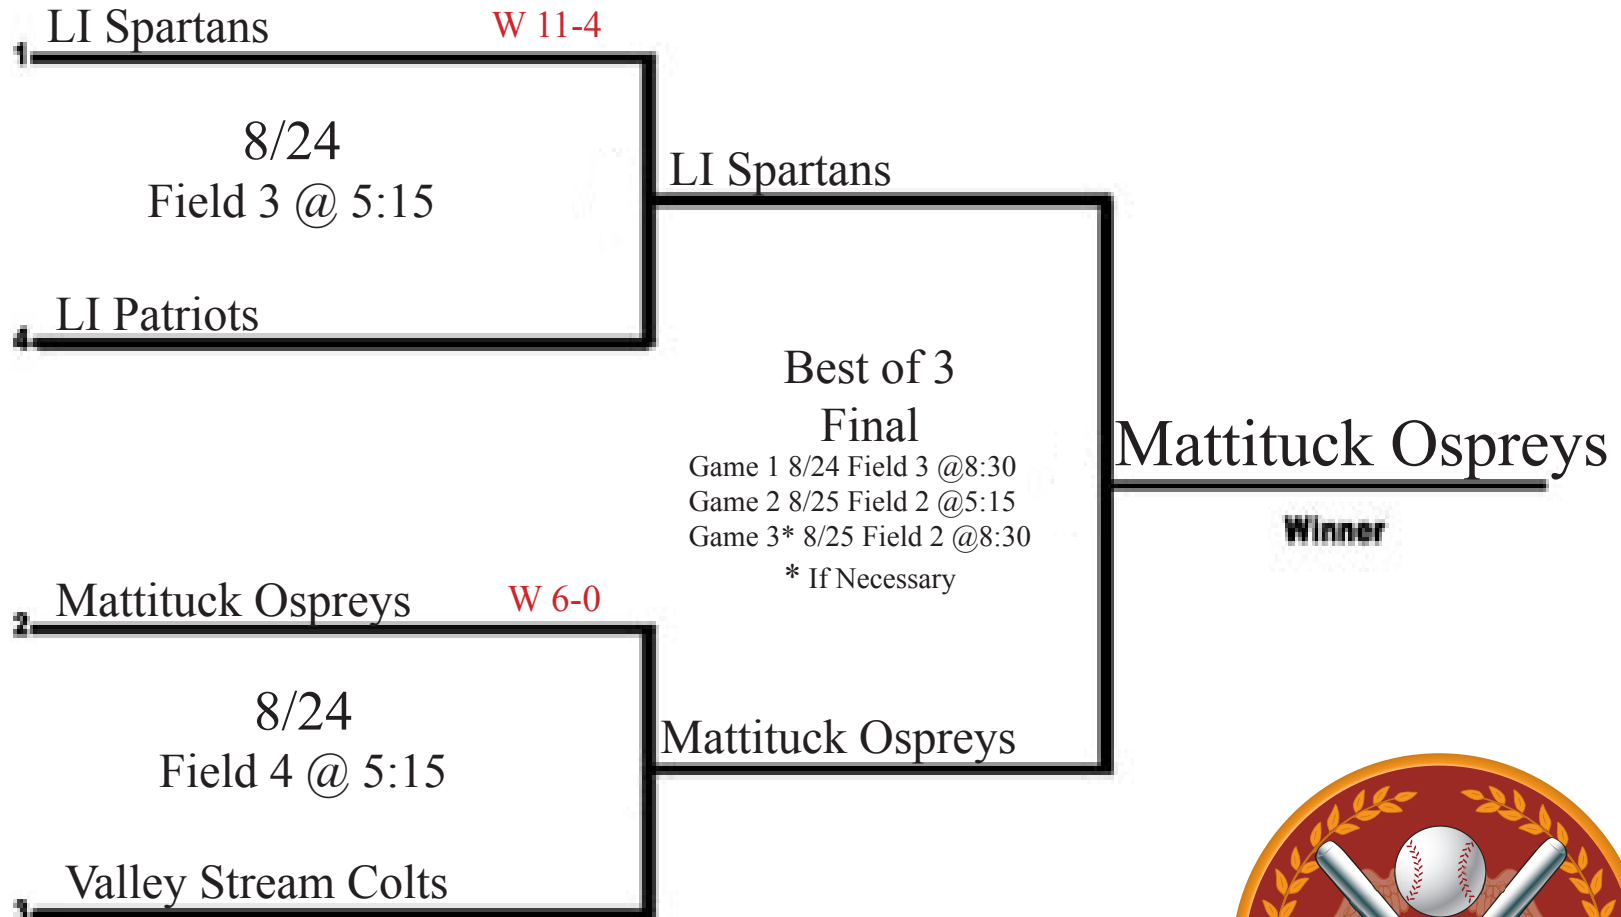 LI Spartans W 11-4
1
8/24
Field 3 @ 5:15
LI Spartans
LI Patriots
4
Best of 3
Final
Game 1 8/24 Field 3 @8:30
Game 2 8/25 Field 2 @5:15
Game 3* 8/25 Field 2 @8:30
* If Necessary
Mattituck Ospreys
Winner
Mattituck Ospreys W 6-0
2
8/24
Field 4 @ 5:15
Mattituck Ospreys
Valley Stream Colts
3